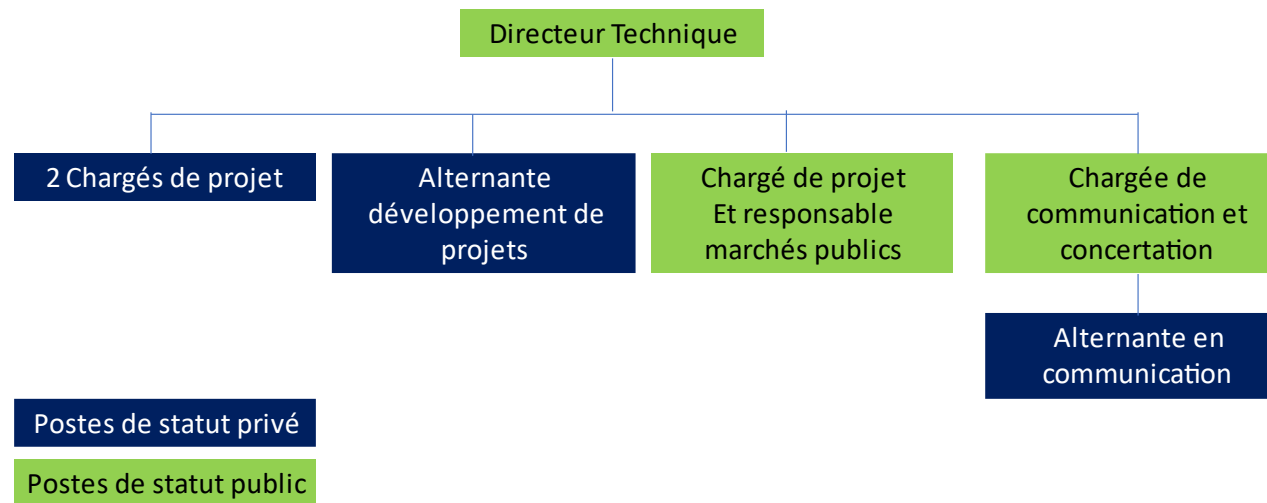 Directeur Technique
2 Chargés de projet
Alternante
développement de
projets
Chargé de projet
Et responsable
marchés publics
Chargée de
communication et
concertation
Alternante en
communication
Postes de statut privé
Postes de statut public